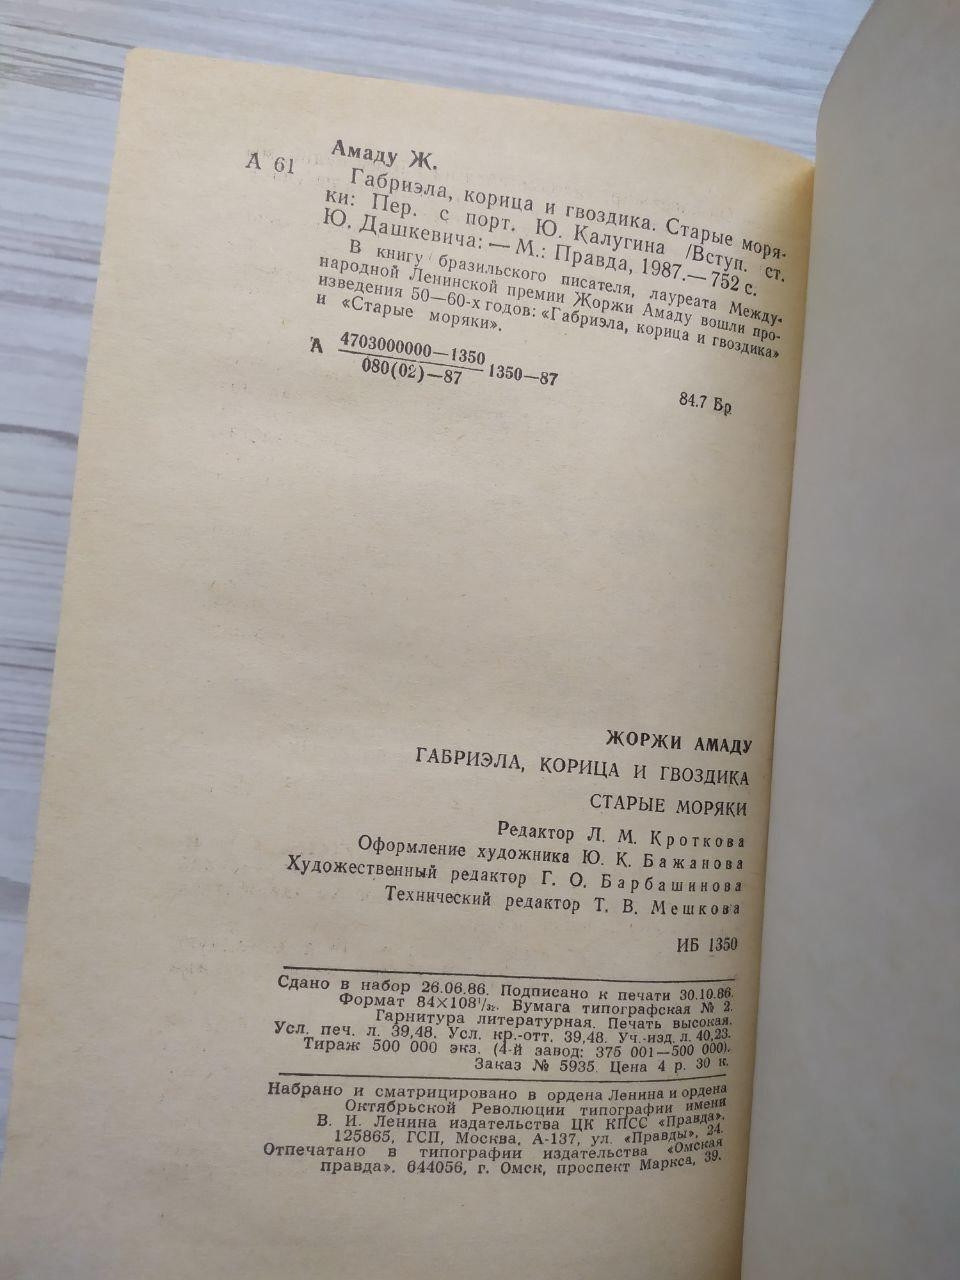 Амаду Ж.
А 61
Габриэла, корица и гвоздика. Старые моря-
ки: Пер. с порт. Ю. Калугина /Вступ. ст.
Ю. Дашкевича: — М.: Правда, 1987.— 752 с.
В книгу бразильского писателя, лауреата Между-
народной Ленинской премии Жоржи Амаду вошли про-
изведения 50—60-х годов: «Габриэла, корица и гвоздика»
и «Старые моряки».
А 4703000000—1350
080(02)—87
1350—87
84.7 Бр
ЖОРЖИ АМАДУ
ГАБРИЭЛА, КОРИЦА И ГВОЗДИКА
СТАРЫЕ МОРЯКИ
Редактор Л. М. Кроткова
Оформление художника Ю. К. Бажанова
Художественный редактор Г. О. Барбашинова
Технический редактор Т. В. Мешкова
ИБ 1350
Сдано в набор 26.06.86. Подписано к печати 30.10.86.
Формат 84×108¹/₃₂. Бумага типографская № 2.
Гарнитура литературная. Печать высокая.
Усл. печ. л. 39,48. Усл. кр.-отт. 39,48. Уч.-изд. л. 40,23.
Тираж 500 000 экз. (4-й завод: 375 001—500 000).
Заказ № 5935. Цена 4 р. 30 к.
Набрано и сматрицировано в ордена Ленина и ордена
Октябрьской Революции типографии имени
В. И. Ленина издательства ЦК КПСС «Правда».
125865, ГСП, Москва, А-137, ул. «Правды», 24.
Отпечатано в типографии издательства «Омская
правда». 644056, г. Омск, проспект Маркса, 39.